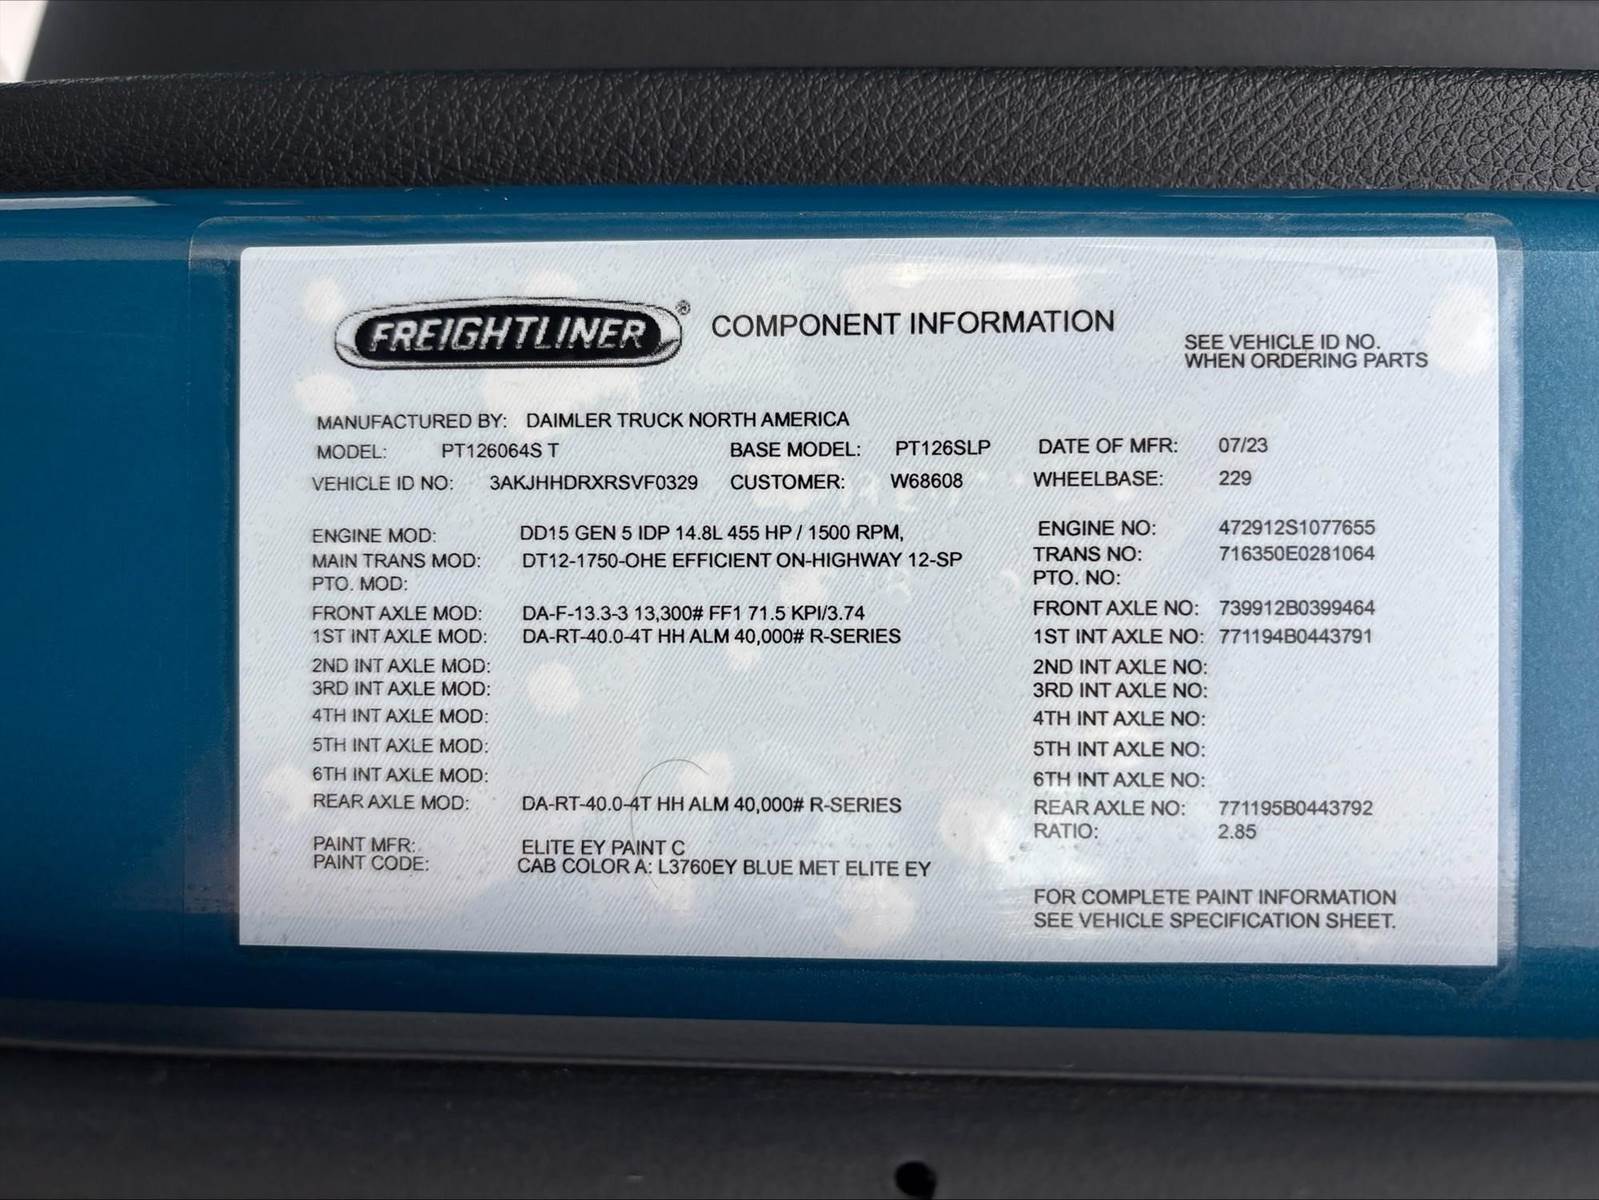 FREIGHTLINER® COMPONENT INFORMATION
SEE VEHICLE ID NO.
WHEN ORDERING PARTS
MANUFACTURED BY: DAIMLER TRUCK NORTH AMERICA
MODEL: PT126064S T BASE MODEL: PT126SLP DATE OF MFR: 07/23
VEHICLE ID NO: 3AKJHHDRXRSVF0329 CUSTOMER: W68608 WHEELBASE: 229
ENGINE MOD: DD15 GEN 5 IDP 14.8L 455 HP / 1500 RPM, ENGINE NO: 472912S1077655
MAIN TRANS MOD: DT12-1750-OHE EFFICIENT ON-HIGHWAY 12-SP TRANS NO: 716350E0281064
PTO. MOD: PTO. NO:
FRONT AXLE MOD: DA-F-13.3-3 13,300# FF1 71.5 KPI/3.74 FRONT AXLE NO: 739912B0399464
1ST INT AXLE MOD: DA-RT-40.0-4T HH ALM 40,000# R-SERIES 1ST INT AXLE NO: 771194B0443791
2ND INT AXLE MOD: 2ND INT AXLE NO:
3RD INT AXLE MOD: 3RD INT AXLE NO:
4TH INT AXLE MOD: 4TH INT AXLE NO:
5TH INT AXLE MOD: 5TH INT AXLE NO:
6TH INT AXLE MOD: 6TH INT AXLE NO:
REAR AXLE MOD: DA-RT-40.0-4T HH ALM 40,000# R-SERIES REAR AXLE NO: 771195B0443792
RATIO: 2.85
PAINT MFR: ELITE EY PAINT C
PAINT CODE: CAB COLOR A: L3760EY BLUE MET ELITE EY
FOR COMPLETE PAINT INFORMATION
SEE VEHICLE SPECIFICATION SHEET.